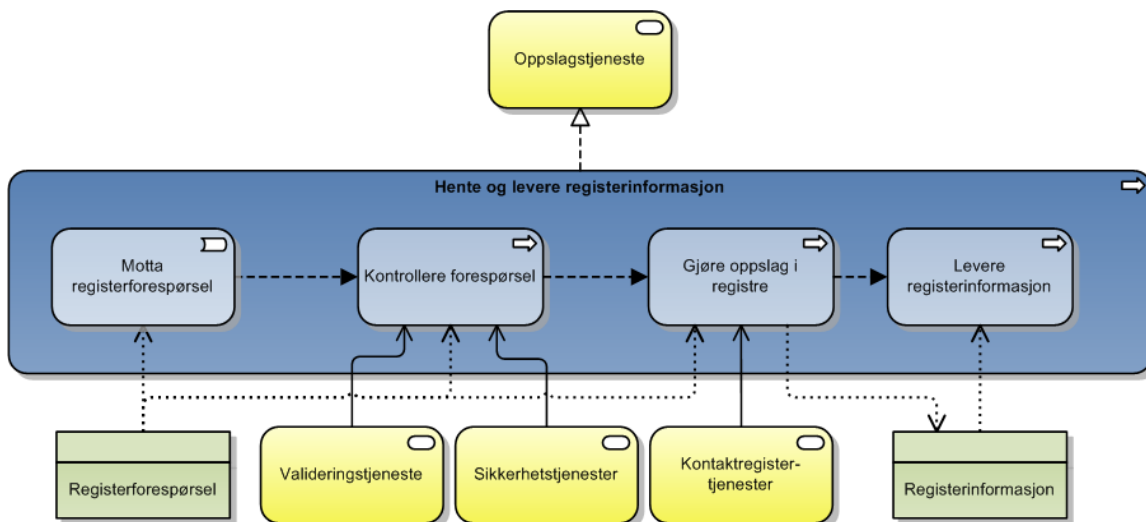 Oppslagstjeneste
Hente og levere registerinformasjon
Motta
registerforespørsel
Kontrollere forespørsel
Gjøre oppslag i
registre
Levere
registerinformasjon
Registerforespørsel
Valideringstjeneste
Sikkerhetstjenester
Kontaktregister-
tjenester
Registerinformasjon